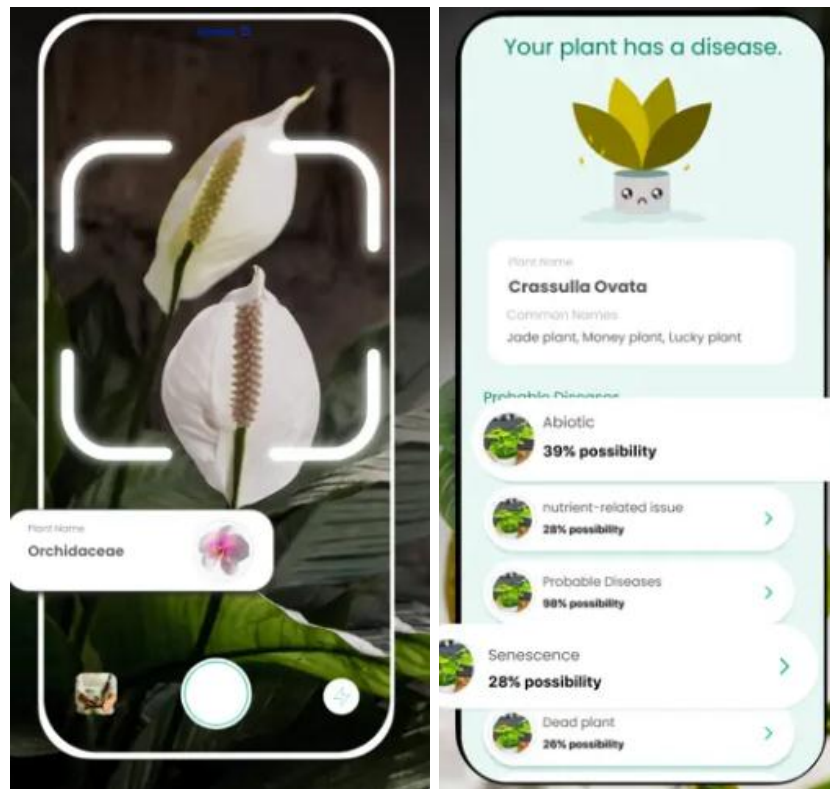 Plant Name
Orchidaceae
Your plant has a disease.
Plant Name
Crassulla Ovata
Common Names
Jade plant, Money plant, Lucky plant
Probable Diseases
Abiotic
39% possibility
nutrient-related issue
28% possibility
Probable Diseases
98% possibility
Senescence
28% possibility
Dead plant
26% possibility